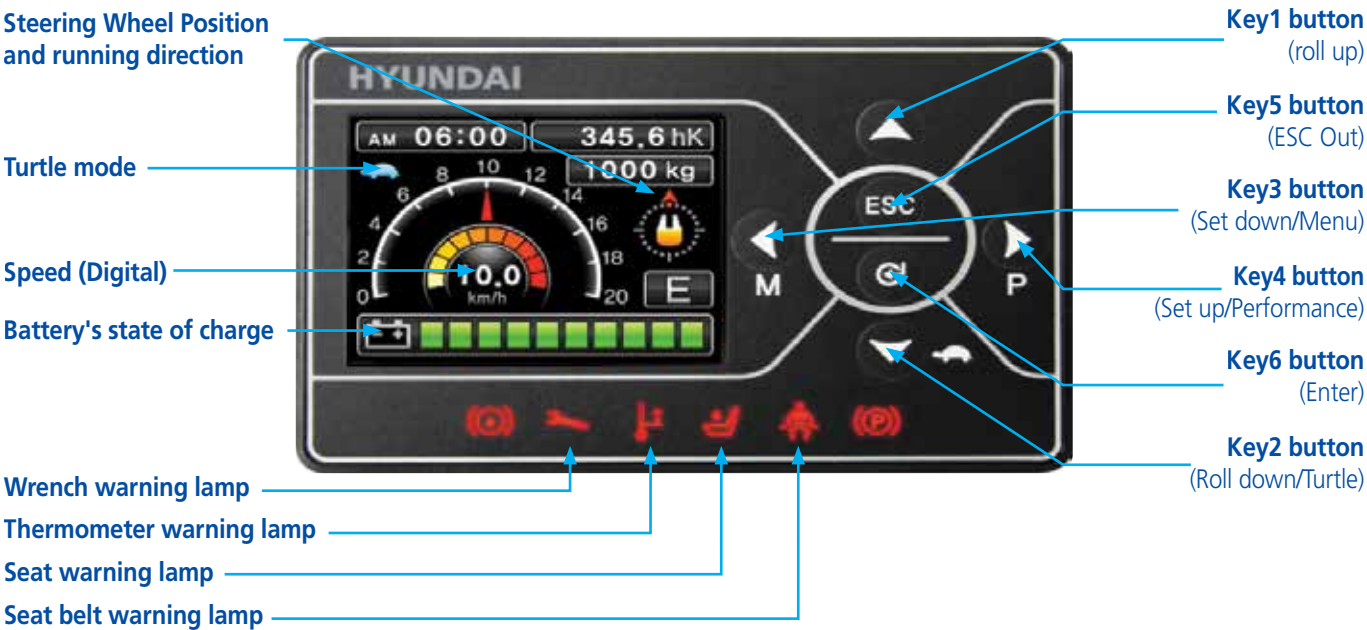 Steering Wheel Position
and running direction
Turtle mode
Speed (Digital)
Battery's state of charge
Wrench warning lamp
Thermometer warning lamp
Seat warning lamp
Seat belt warning lamp
HYUNDAI
AM 06:00
345.6 hK
1000 kg
0
2
4
6
8
10
12
14
16
18
20
10.0
km/h
E
- +
ESC
M
P
(P)
Key1 button
(roll up)
Key5 button
(ESC Out)
Key3 button
(Set down/Menu)
Key4 button
(Set up/Performance)
Key6 button
(Enter)
Key2 button
(Roll down/Turtle)